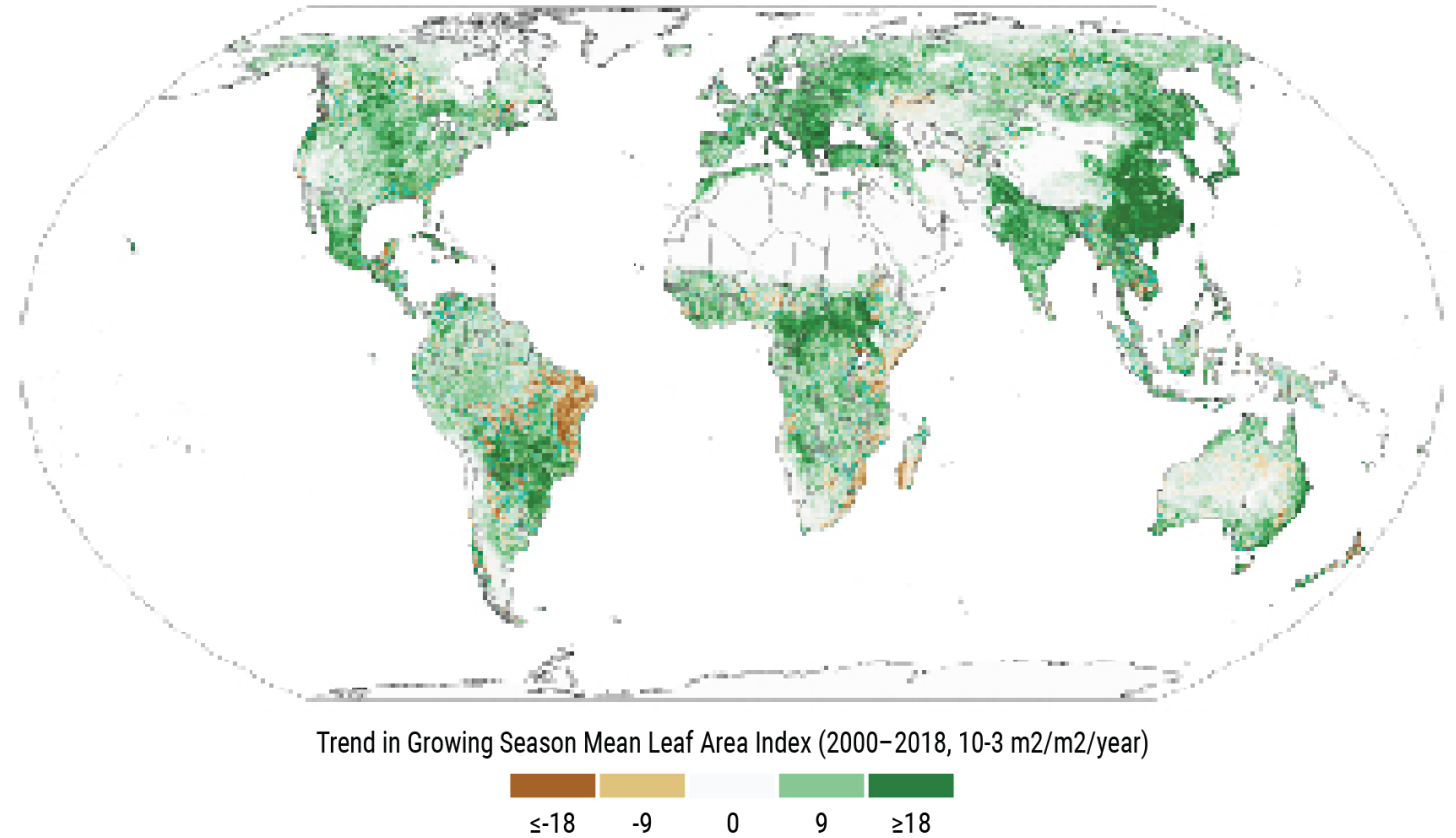 Trend in Growing Season Mean Leaf Area Index (2000–2018, 10-3 m2/m2/year)
≤-18 -9 0 9 ≥18